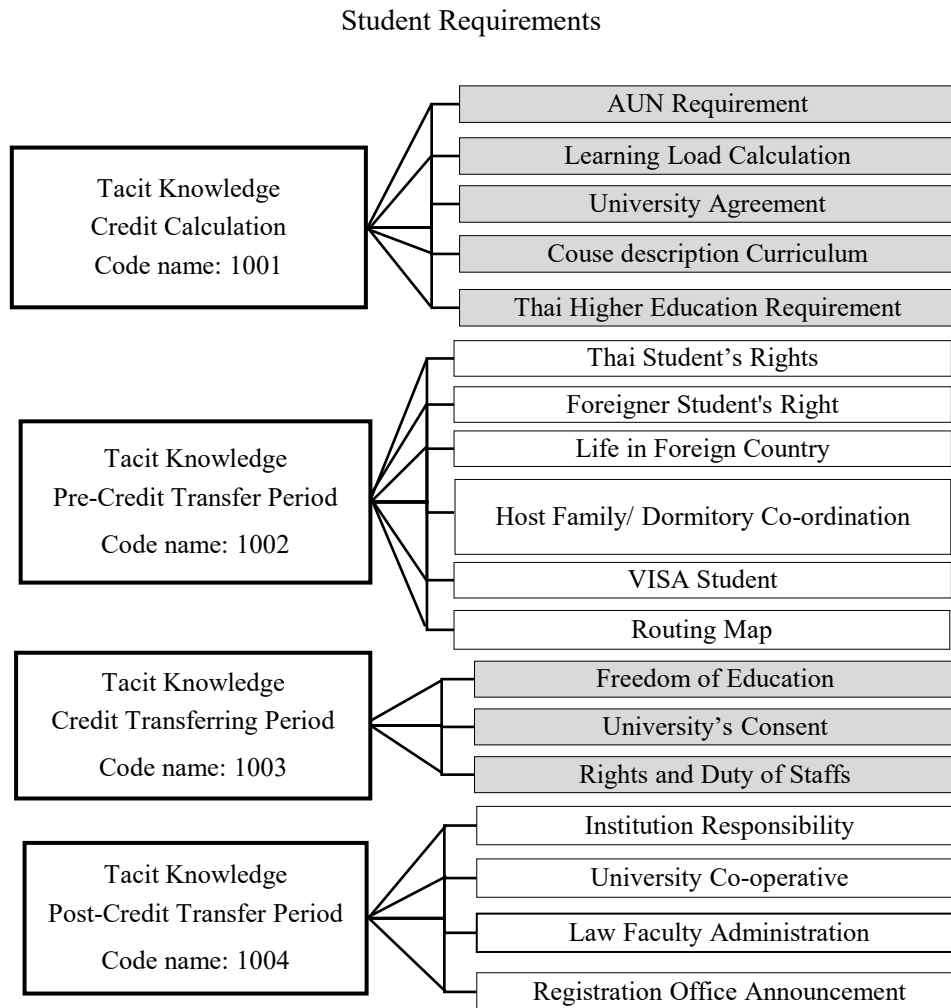 Student Requirements
Tacit Knowledge
Credit Calculation
Code name: 1001
AUN Requirement
Learning Load Calculation
University Agreement
Couse description Curriculum
Thai Higher Education Requirement
Tacit Knowledge
Pre-Credit Transfer Period
Code name: 1002
Thai Student’s Rights
Foreigner Student's Right
Life in Foreign Country
Host Family/ Dormitory Co-ordination
VISA Student
Routing Map
Tacit Knowledge
Credit Transferring Period
Code name: 1003
Freedom of Education
University’s Consent
Rights and Duty of Staffs
Tacit Knowledge
Post-Credit Transfer Period
Code name: 1004
Institution Responsibility
University Co-operative
Law Faculty Administration
Registration Office Announcement